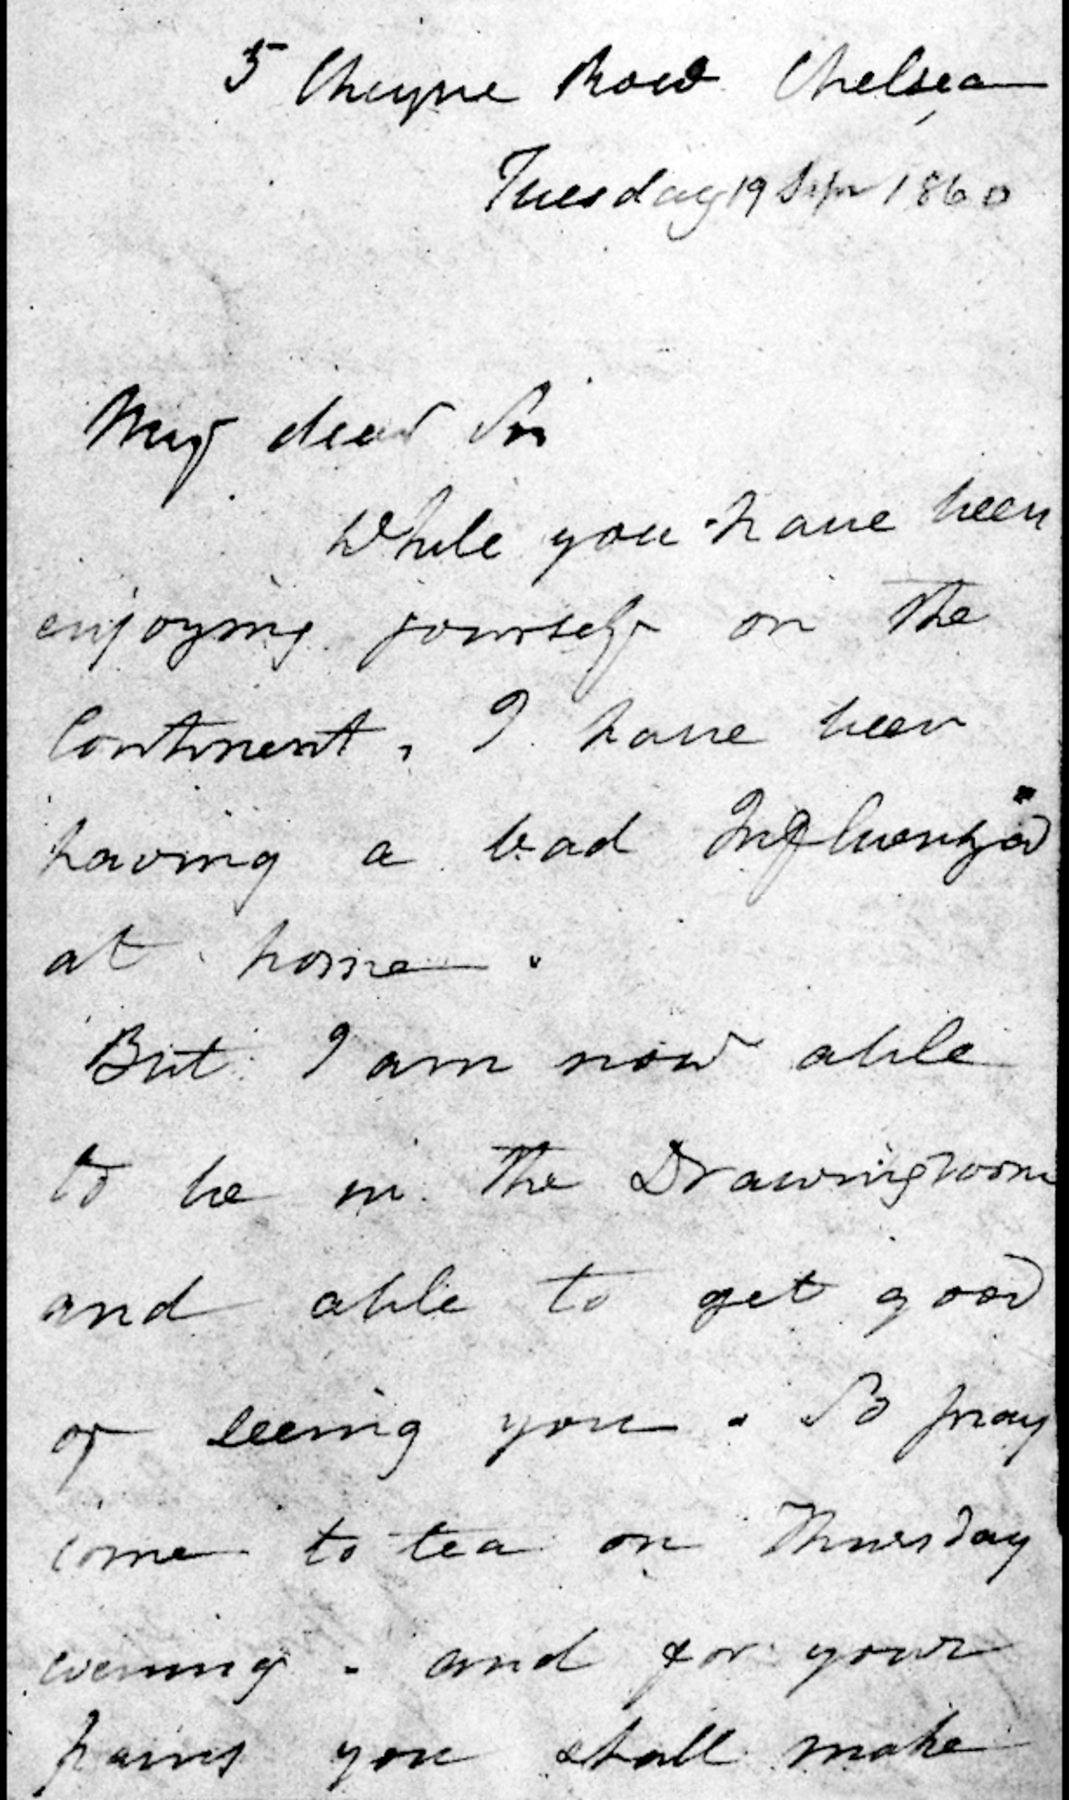 5 Cheyne Row Chelsea
Tuesday 19 Sepr 1860
My dear Sir
While you have been
enjoying yourself on the
Continent, I have been
having a bad Influenza
at home.
But I am now able
to be in the Drawingroom
and able to get good
of seeing you. So pray
come to tea on Thursday
evening - and for your
pains you shall make